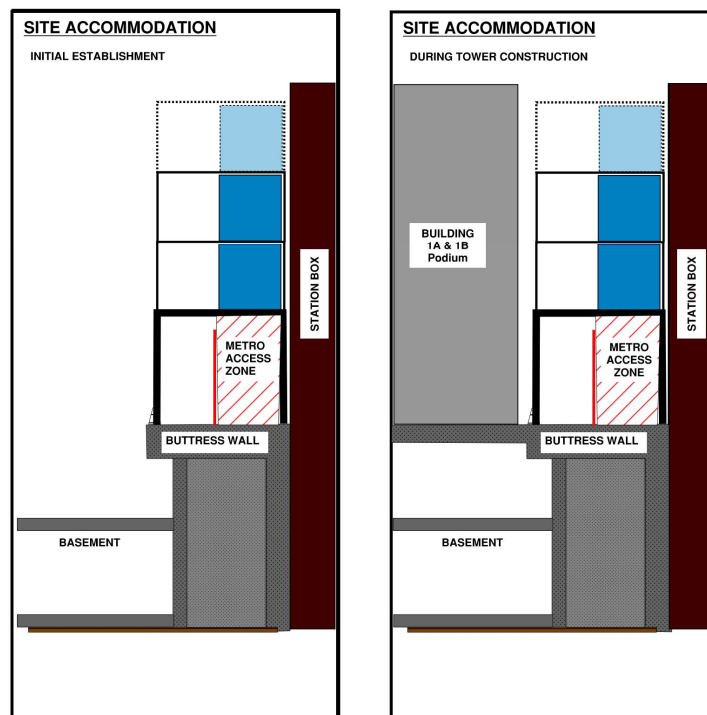 SITE ACCOMMODATION
INITIAL ESTABLISHMENT
STATION BOX
METRO
ACCESS
ZONE
BUTTRESS WALL
BASEMENT
SITE ACCOMMODATION
DURING TOWER CONSTRUCTION
BUILDING
1A & 1B
Podium
STATION BOX
METRO
ACCESS
ZONE
BUTTRESS WALL
BASEMENT